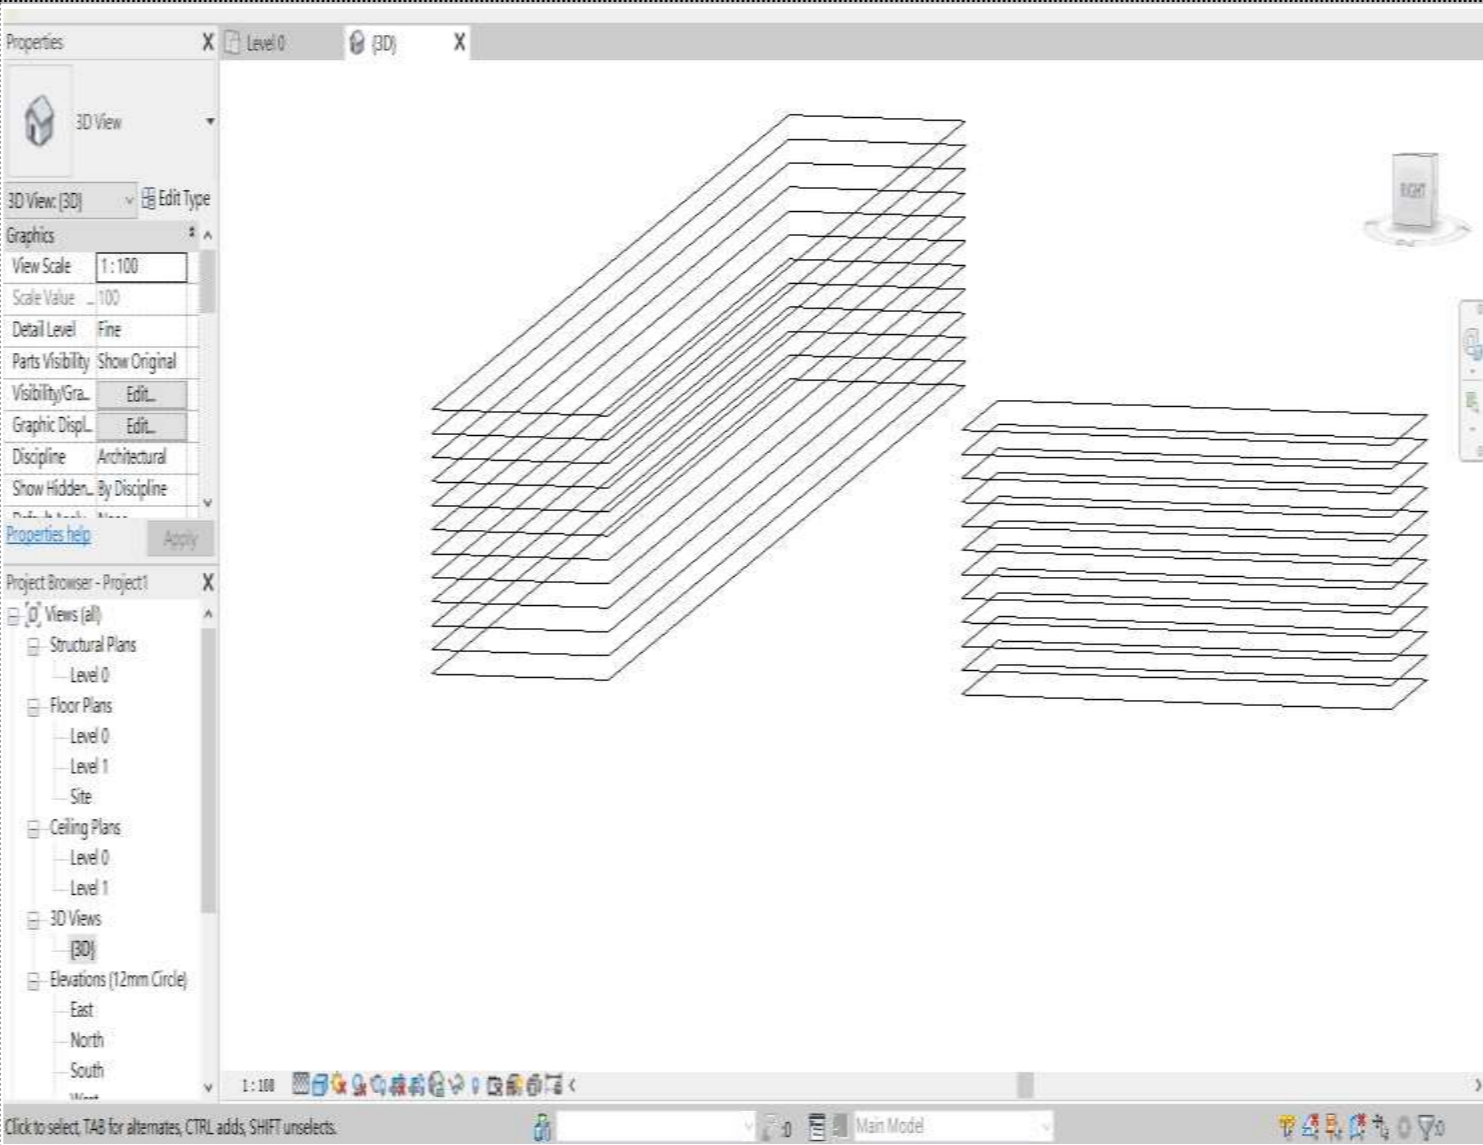 Properties X
Level 0
{3D} X
3D View
3D View: {3D} Edit Type
Graphics
View Scale 1 : 100
Scale Value ... 100
Detail Level Fine
Parts Visibility Show Original
Visibility/Gra... Edit...
Graphic Displ... Edit...
Discipline Architectural
Show Hidden... By Discipline
Properties help Apply
RIGHT
Project Browser - Project1 X
Views (all)
Structural Plans
Level 0
Floor Plans
Level 0
Level 1
Site
Ceiling Plans
Level 0
Level 1
3D Views
{3D}
Elevations (12mm Circle)
East
North
South
1 : 100
Click to select, TAB for alternates, CTRL adds, SHIFT unselects.
:0
Main Model
:0